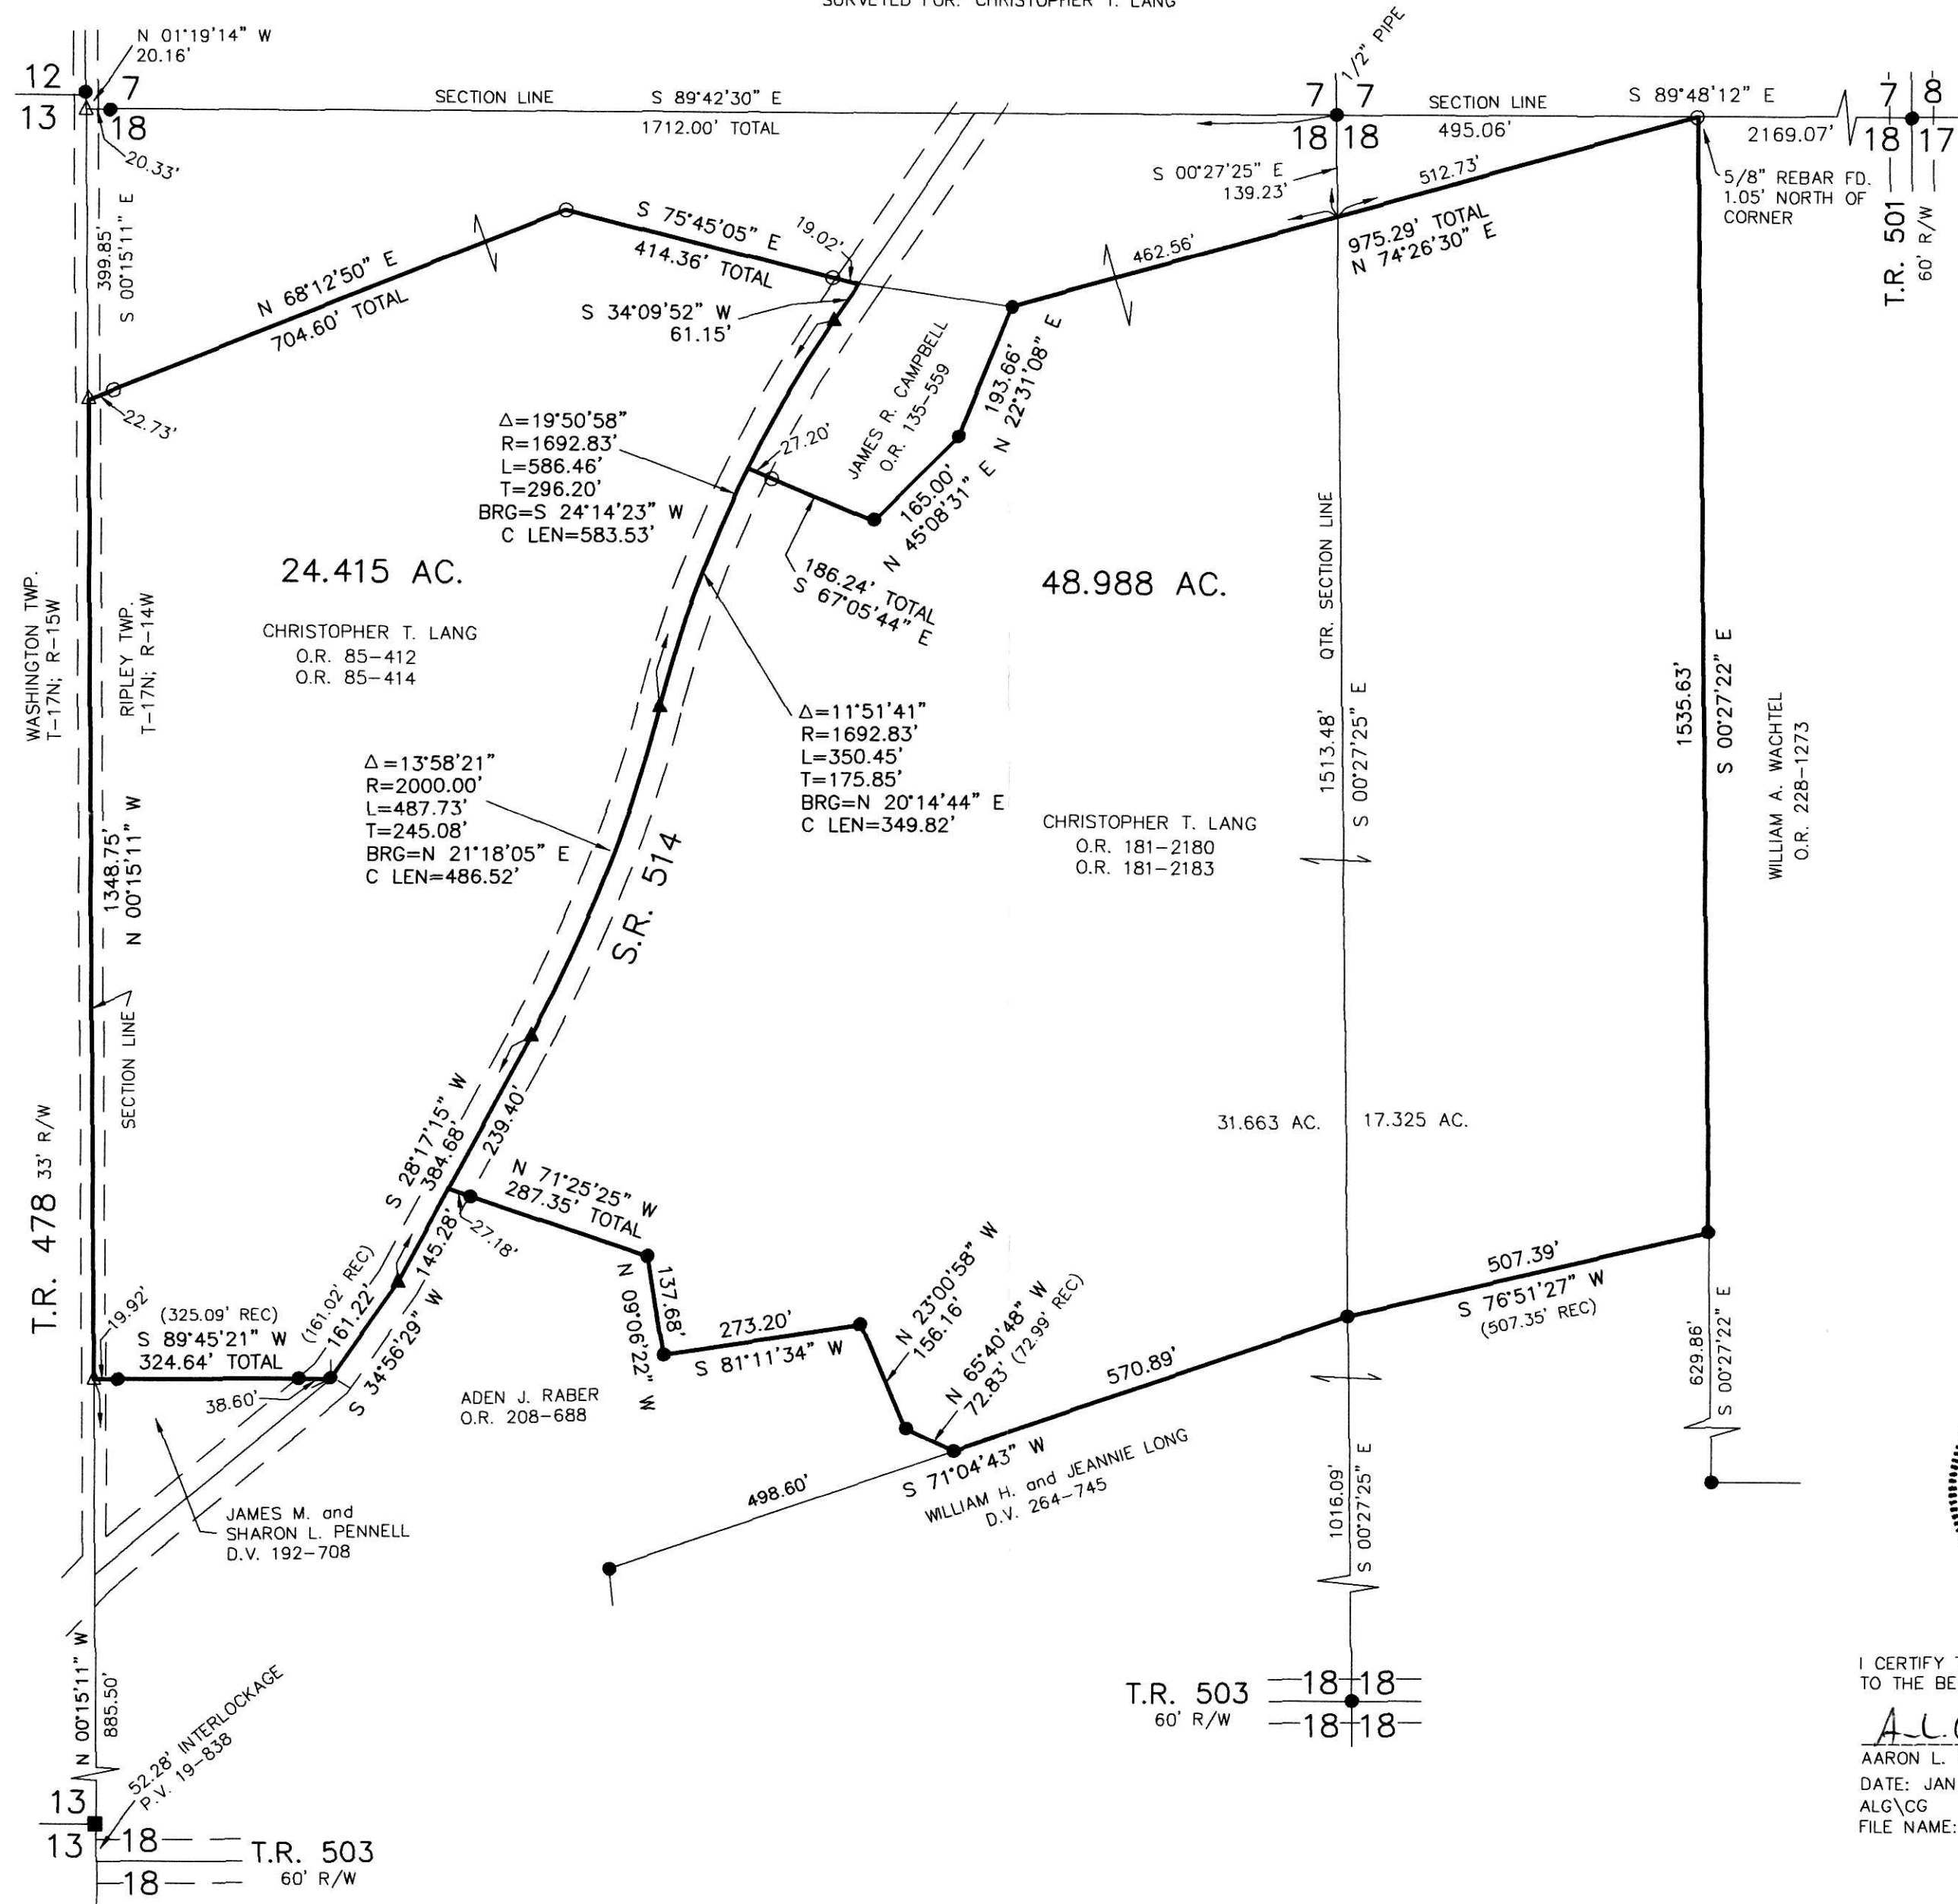 SURVEYED FOR: CHRISTOPHER T. LANG
N 01°19'14" W
20.16'
12
7
13
18
20.33'
SECTION LINE
S 89°42'30" E
1712.00' TOTAL
1/2" PIPE
7
7
18
18
SECTION LINE
S 89°48'12" E
495.06'
2169.07'
7
8
18
17
T.R. 501
60' R/W
5/8" REBAR FD.
1.05' NORTH OF
CORNER
S 00°27'25" E
139.23'
512.73'
975.29' TOTAL
N 74°26'30" E
462.56'
399.85'
S 00°15'11" E
N 68°12'50" E
704.60' TOTAL
22.73'
S 75°45'05" E
414.36' TOTAL
19.02'
S 34°09'52" W
61.15'
JAMES R. CAMPBELL
O.R. 135-559
193.66'
N 22°31'08" E
165.00'
N 45°08'31" E
27.20'
186.24' TOTAL
S 67°05'44" E
Δ=19°50'58"
R=1692.83'
L=586.46'
T=296.20'
BRG=S 24°14'23" W
C LEN=583.53'
24.415 AC.
CHRISTOPHER T. LANG
O.R. 85-412
O.R. 85-414
48.988 AC.
QTR. SECTION LINE
1513.48'
S 00°27'25" E
1535.63'
S 00°27'22" E
WILLIAM A. WACHTEL
O.R. 228-1273
WASHINGTON TWP.
T-17N; R-15W
RIPLEY TWP.
T-17N; R-14W
Δ=11°51'41"
R=1692.83'
L=350.45'
T=175.85'
BRG=N 20°14'44" E
C LEN=349.82'
Δ=13°58'21"
R=2000.00'
L=487.73'
T=245.08'
BRG=N 21°18'05" E
C LEN=486.52'
CHRISTOPHER T. LANG
O.R. 181-2180
O.R. 181-2183
S.R. 514
1348.75'
N 00°15'11" W
SECTION LINE
T.R. 478 33' R/W
31.663 AC.
17.325 AC.
S 28°17'15" W
384.68'
239.40'
145.28'
N 71°25'25" W
287.35' TOTAL
27.18'
137.68'
N 09°06'22" W
273.20'
S 81°11'34" W
N 23°00'58" W
156.16'
N 65°40'48" W
72.83' (72.99' REC)
570.89'
S 71°04'43" W
WILLIAM H. and JEANNIE LONG
D.V. 264-745
498.60'
507.39'
S 76°51'27" W
(507.35' REC)
629.86'
S 00°27'22" E
1016.09'
S 00°27'25" E
19.92'
(325.09' REC)
S 89°45'21" W
324.64' TOTAL
38.60'
(161.02' REC)
161.22'
S 34°56'29" W
ADEN J. RABER
O.R. 208-688
JAMES M. and
SHARON L. PENNELL
D.V. 192-708
N 00°15'11" W
885.50'
52.28' INTERLOCKAGE
P.V. 19-838
13
13
18
18
T.R. 503
60' R/W
T.R. 503
60' R/W
18
18
18
18
I CERTIFY
TO THE BE
AARON L.
DATE: JAN
ALG\CG
FILE NAME: